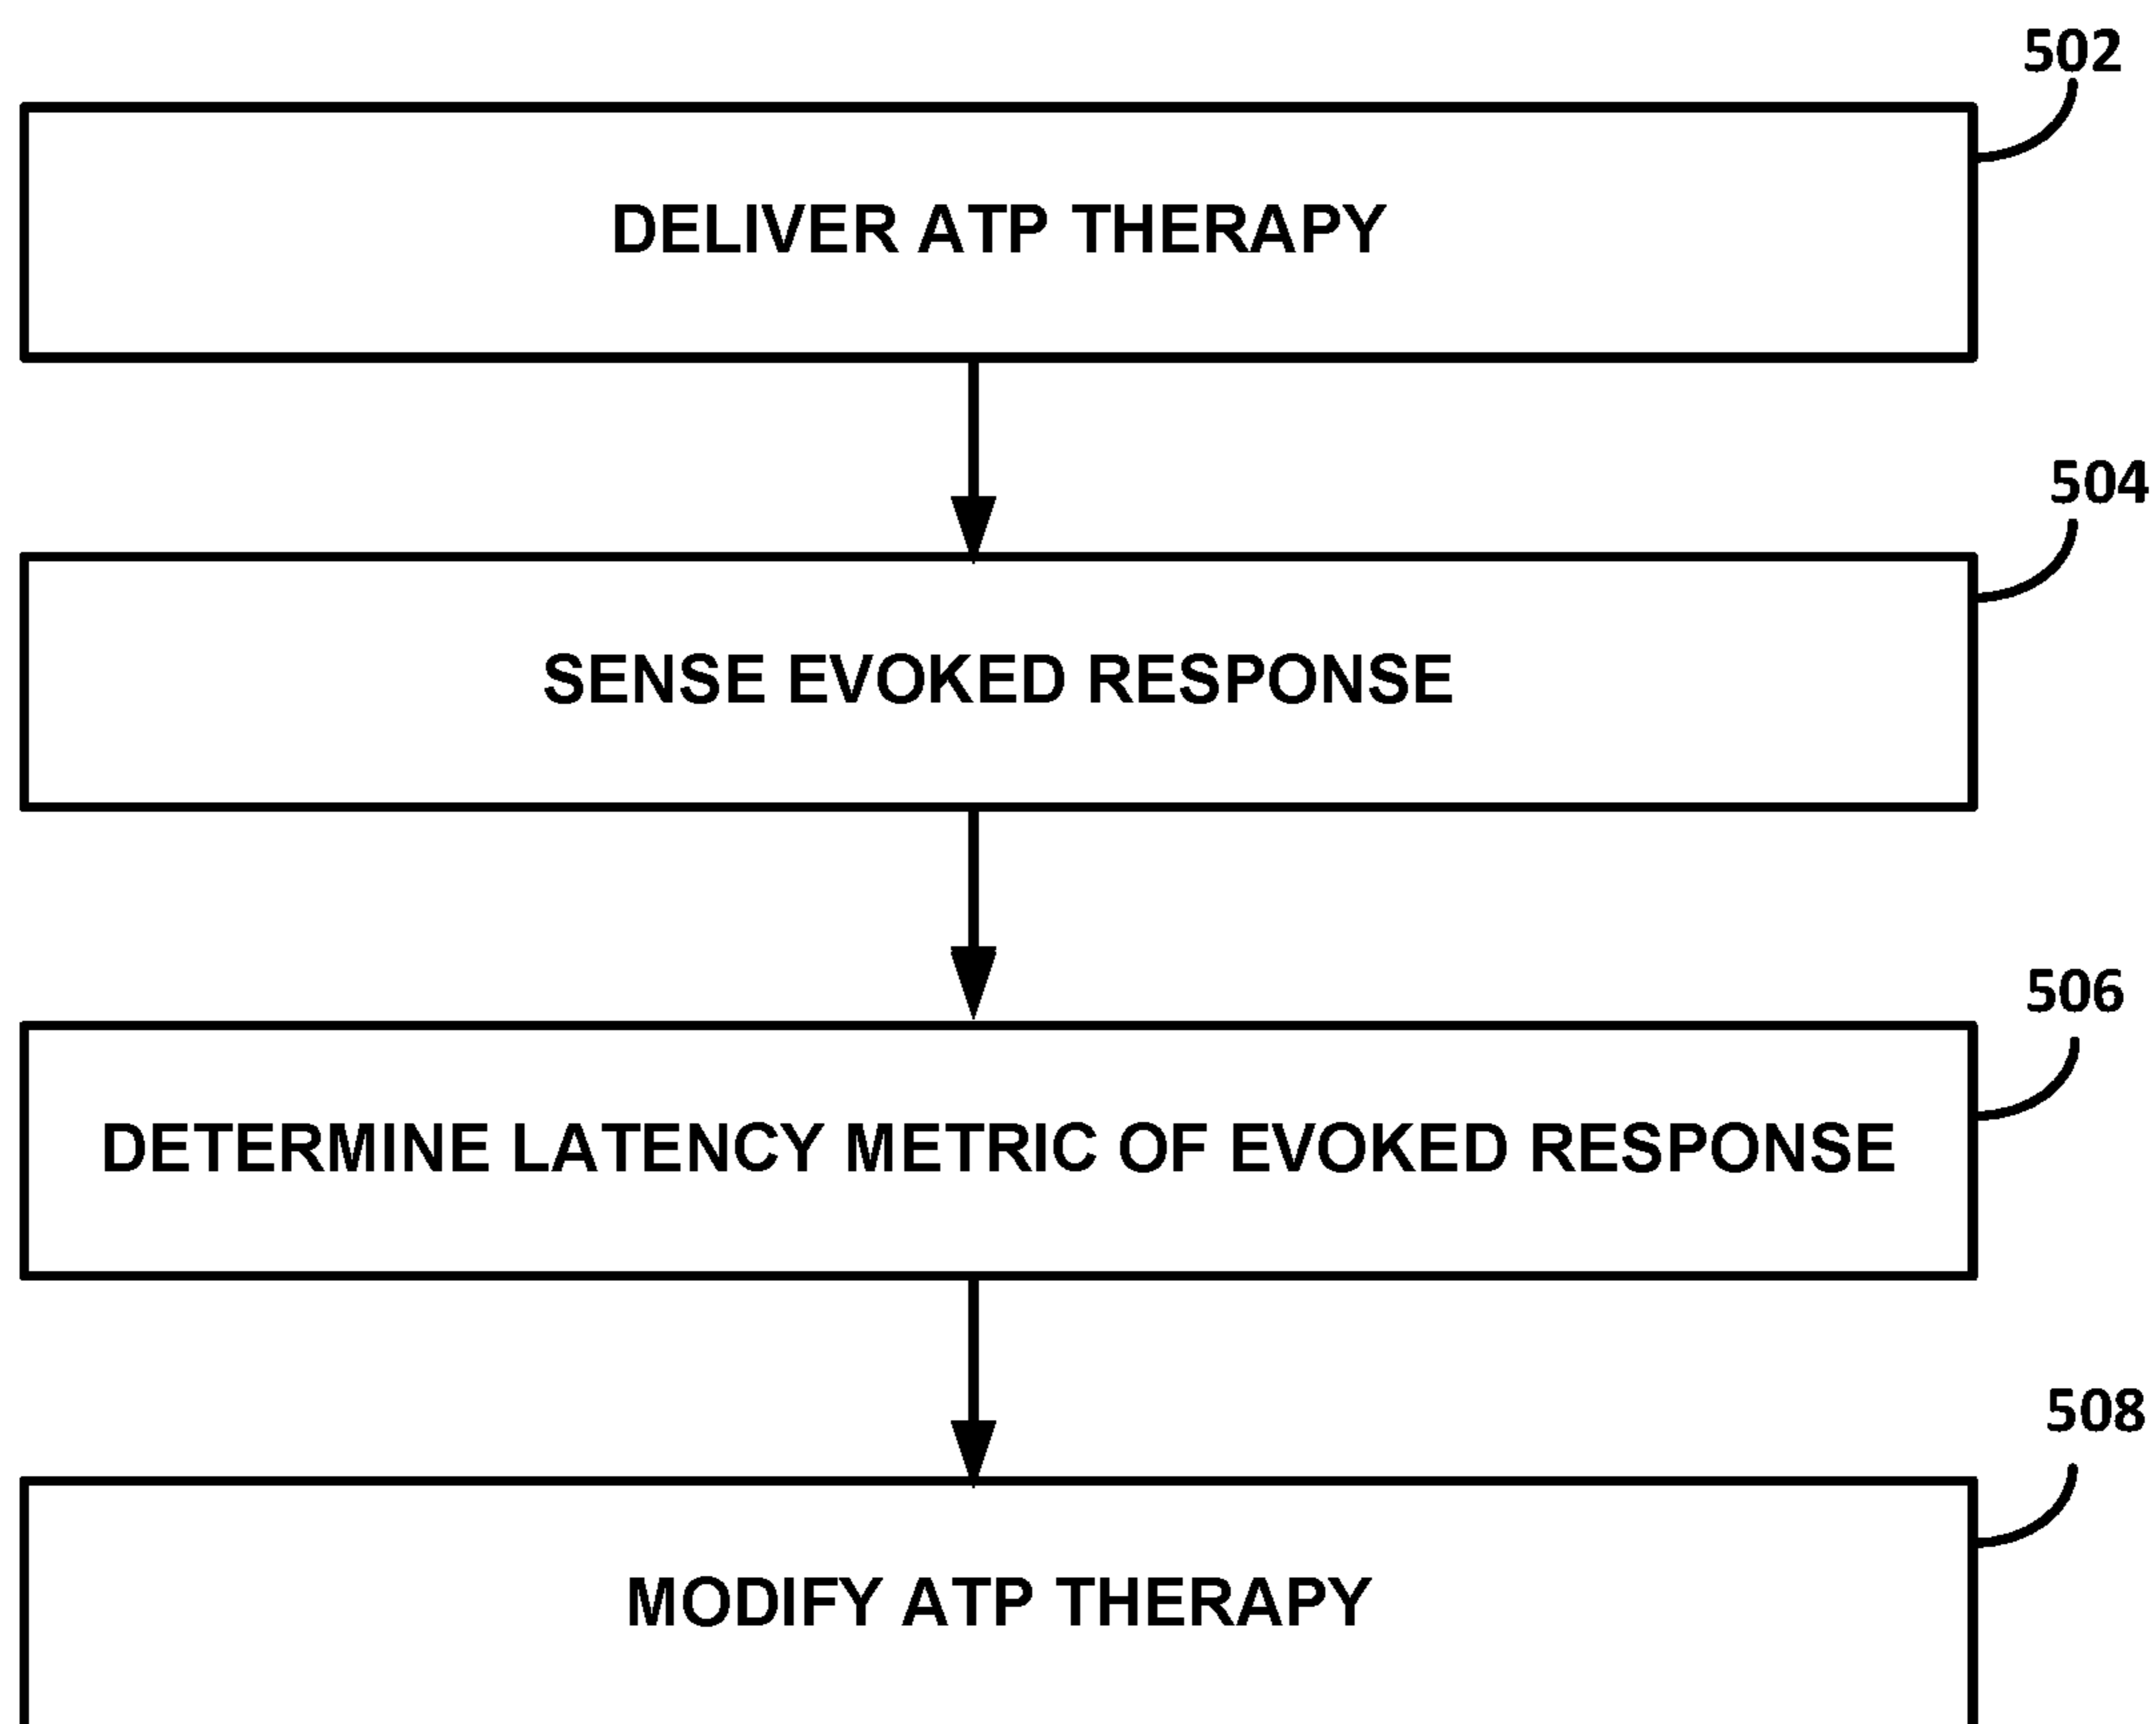 502
DELIVER ATP THERAPY
504
SENSE EVOKED RESPONSE
506
DETERMINE LATENCY METRIC OF EVOKED RESPONSE
508
MODIFY ATP THERAPY